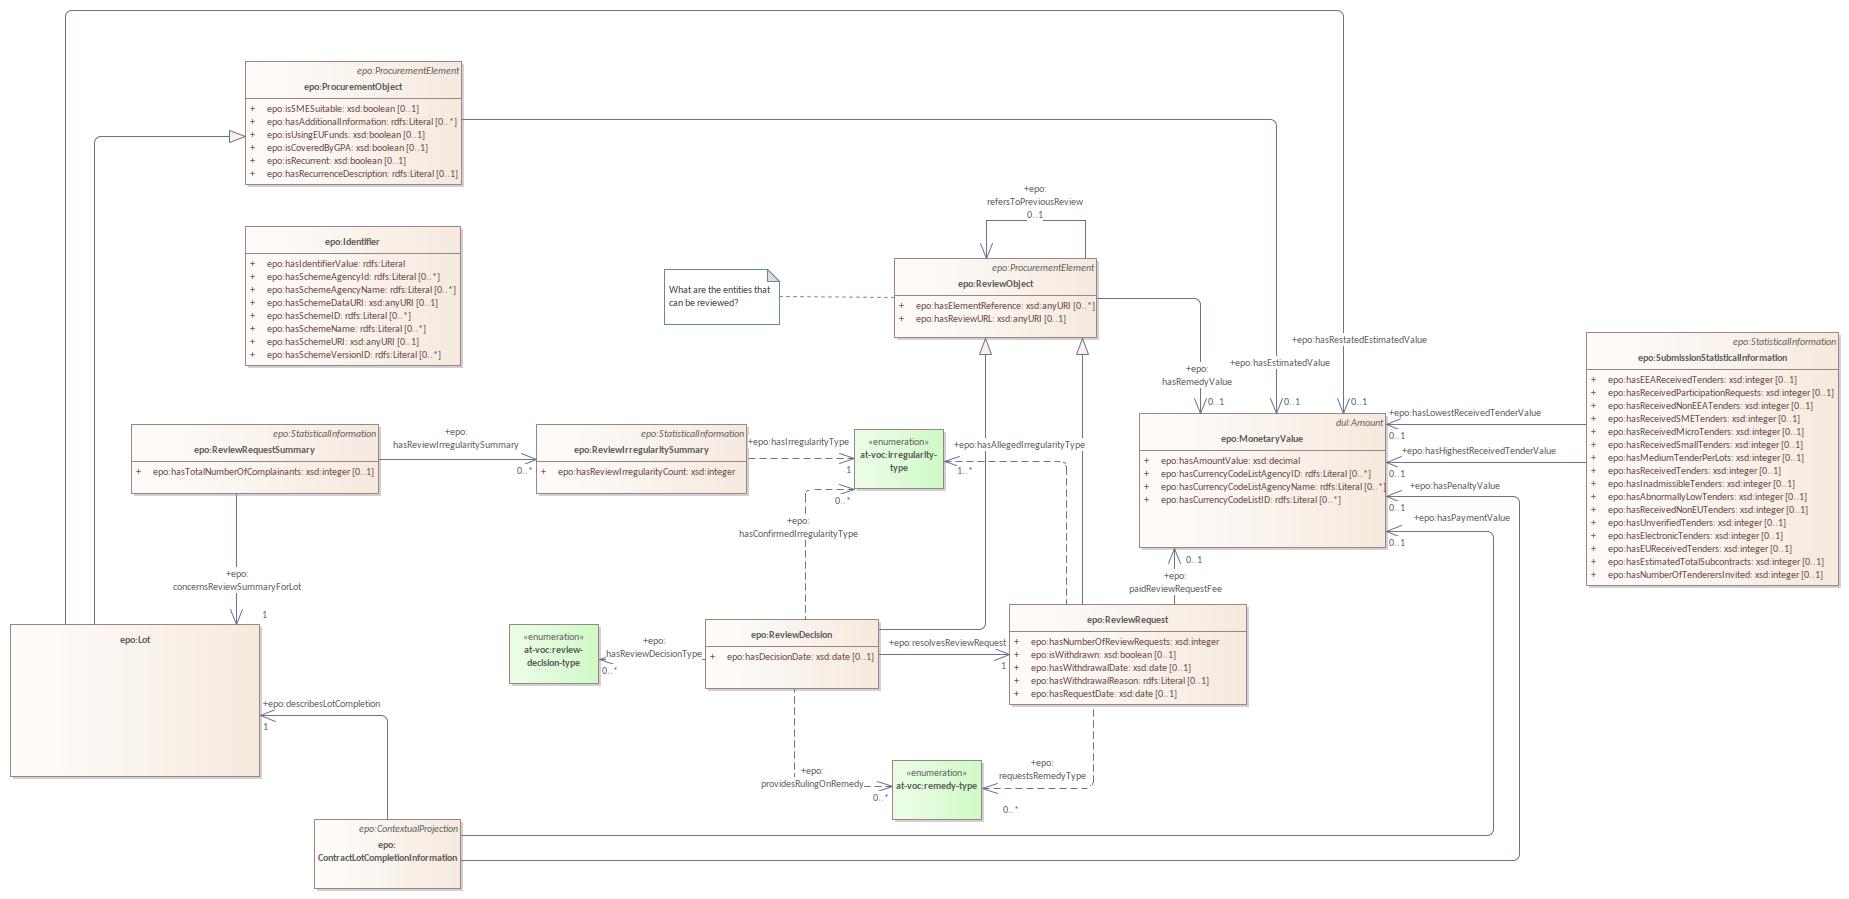 epo:ProcurementElement
epo:ProcurementObject
+ epo:isSMESuitable: xsd:boolean [0..1]
+ epo:hasAdditionalInformation: rdfs:Literal [0..*]
+ epo:isUsingEUFunds: xsd:boolean [0..1]
+ epo:isCoveredByGPA: xsd:boolean [0..1]
+ epo:isRecurrent: xsd:boolean [0..1]
+ epo:hasRecurrenceDescription: rdfs:Literal [0..1]
epo:Identifier
+ epo:hasIdentifierValue: rdfs:Literal
+ epo:hasSchemeAgencyId: rdfs:Literal [0..*]
+ epo:hasSchemeAgencyName: rdfs:Literal [0..*]
+ epo:hasSchemeDataURI: xsd:anyURI [0..1]
+ epo:hasSchemeID: rdfs:Literal [0..*]
+ epo:hasSchemeName: rdfs:Literal [0..*]
+ epo:hasSchemeURI: xsd:anyURI [0..1]
+ epo:hasSchemeVersionID: rdfs:Literal [0..*]
+epo:
refersToPreviousReview
0..1
What are the entities that
can be reviewed?
epo:ProcurementElement
epo:ReviewObject
+ epo:hasElementReference: xsd:anyURI [0..*]
+ epo:hasReviewURL: xsd:anyURI [0..1]
+epo:
hasRemedyValue
0..1
+epo:hasEstimatedValue
0..1
+epo:hasRestatedEstimatedValue
0..1
epo:StatisticalInformation
epo:SubmissionStatisticalInformation
+ epo:hasEEAReceivedTenders: xsd:integer [0..1]
+ epo:hasReceivedParticipationRequests: xsd:integer [0..1]
+ epo:hasReceivedNonEEATenders: xsd:integer [0..1]
+ epo:hasReceivedSMETenders: xsd:integer [0..1]
+ epo:hasReceivedMicroTenders: xsd:integer [0..1]
+ epo:hasReceivedSmallTenders: xsd:integer [0..1]
+ epo:hasMediumTenderPerLots: xsd:integer [0..1]
+ epo:hasReceivedTenders: xsd:integer [0..1]
+ epo:hasInadmissibleTenders: xsd:integer [0..1]
+ epo:hasAbnormallyLowTenders: xsd:integer [0..1]
+ epo:hasReceivedNonEUTenders: xsd:integer [0..1]
+ epo:hasUnverifiedTenders: xsd:integer [0..1]
+ epo:hasElectronicTenders: xsd:integer [0..1]
+ epo:hasEUReceivedTenders: xsd:integer [0..1]
+ epo:hasEstimatedTotalSubcontracts: xsd:integer [0..1]
+ epo:hasNumberOfTenderersInvited: xsd:integer [0..1]
dul:Amount
epo:MonetaryValue
+ epo:hasAmountValue: xsd:decimal
+ epo:hasCurrencyCodeListAgencyID: rdfs:Literal [0..*]
+ epo:hasCurrencyCodeListAgencyName: rdfs:Literal [0..*]
+ epo:hasCurrencyCodeListID: rdfs:Literal [0..*]
+epo:hasLowestReceivedTenderValue
0..1
+epo:hasHighestReceivedTenderValue
0..1
+epo:hasPenaltyValue
0..1
+epo:hasPaymentValue
0..1
epo:StatisticalInformation
epo:ReviewRequestSummary
+ epo:hasTotalNumberOfComplainants: xsd:integer [0..1]
+epo:
hasReviewIrregularitySummary
0..*
epo:StatisticalInformation
epo:ReviewIrregularitySummary
+ epo:hasReviewIrregularityCount: xsd:integer
+epo:hasIrregularityType
1
«enumeration»
at-voc:irregularity-
type
+epo:hasAllegedIrregularityType
1..*
0..*
+epo:
hasConfirmedIrregularityType
+epo:
concernsReviewSummaryForLot
1
0..1
+epo:
paidReviewRequestFee
epo:Lot
«enumeration»
at-voc:review-
decision-type
+epo:
hasReviewDecisionType
0..*
epo:ReviewDecision
+ epo:hasDecisionDate: xsd:date [0..1]
+epo:resolvesReviewRequest
1
epo:ReviewRequest
+ epo:hasNumberOfReviewRequests: xsd:integer
+ epo:isWithdrawn: xsd:boolean [0..1]
+ epo:hasWithdrawalDate: xsd:date [0..1]
+ epo:hasWithdrawalReason: rdfs:Literal [0..1]
+ epo:hasRequestDate: xsd:date [0..1]
+epo:describesLotCompletion
1
+epo:
providesRulingOnRemedy
0..*
«enumeration»
at-voc:remedy-type
+epo:
requestsRemedyType
0..*
epo:ContextualProjection
epo:
ContractLotCompletionInformation